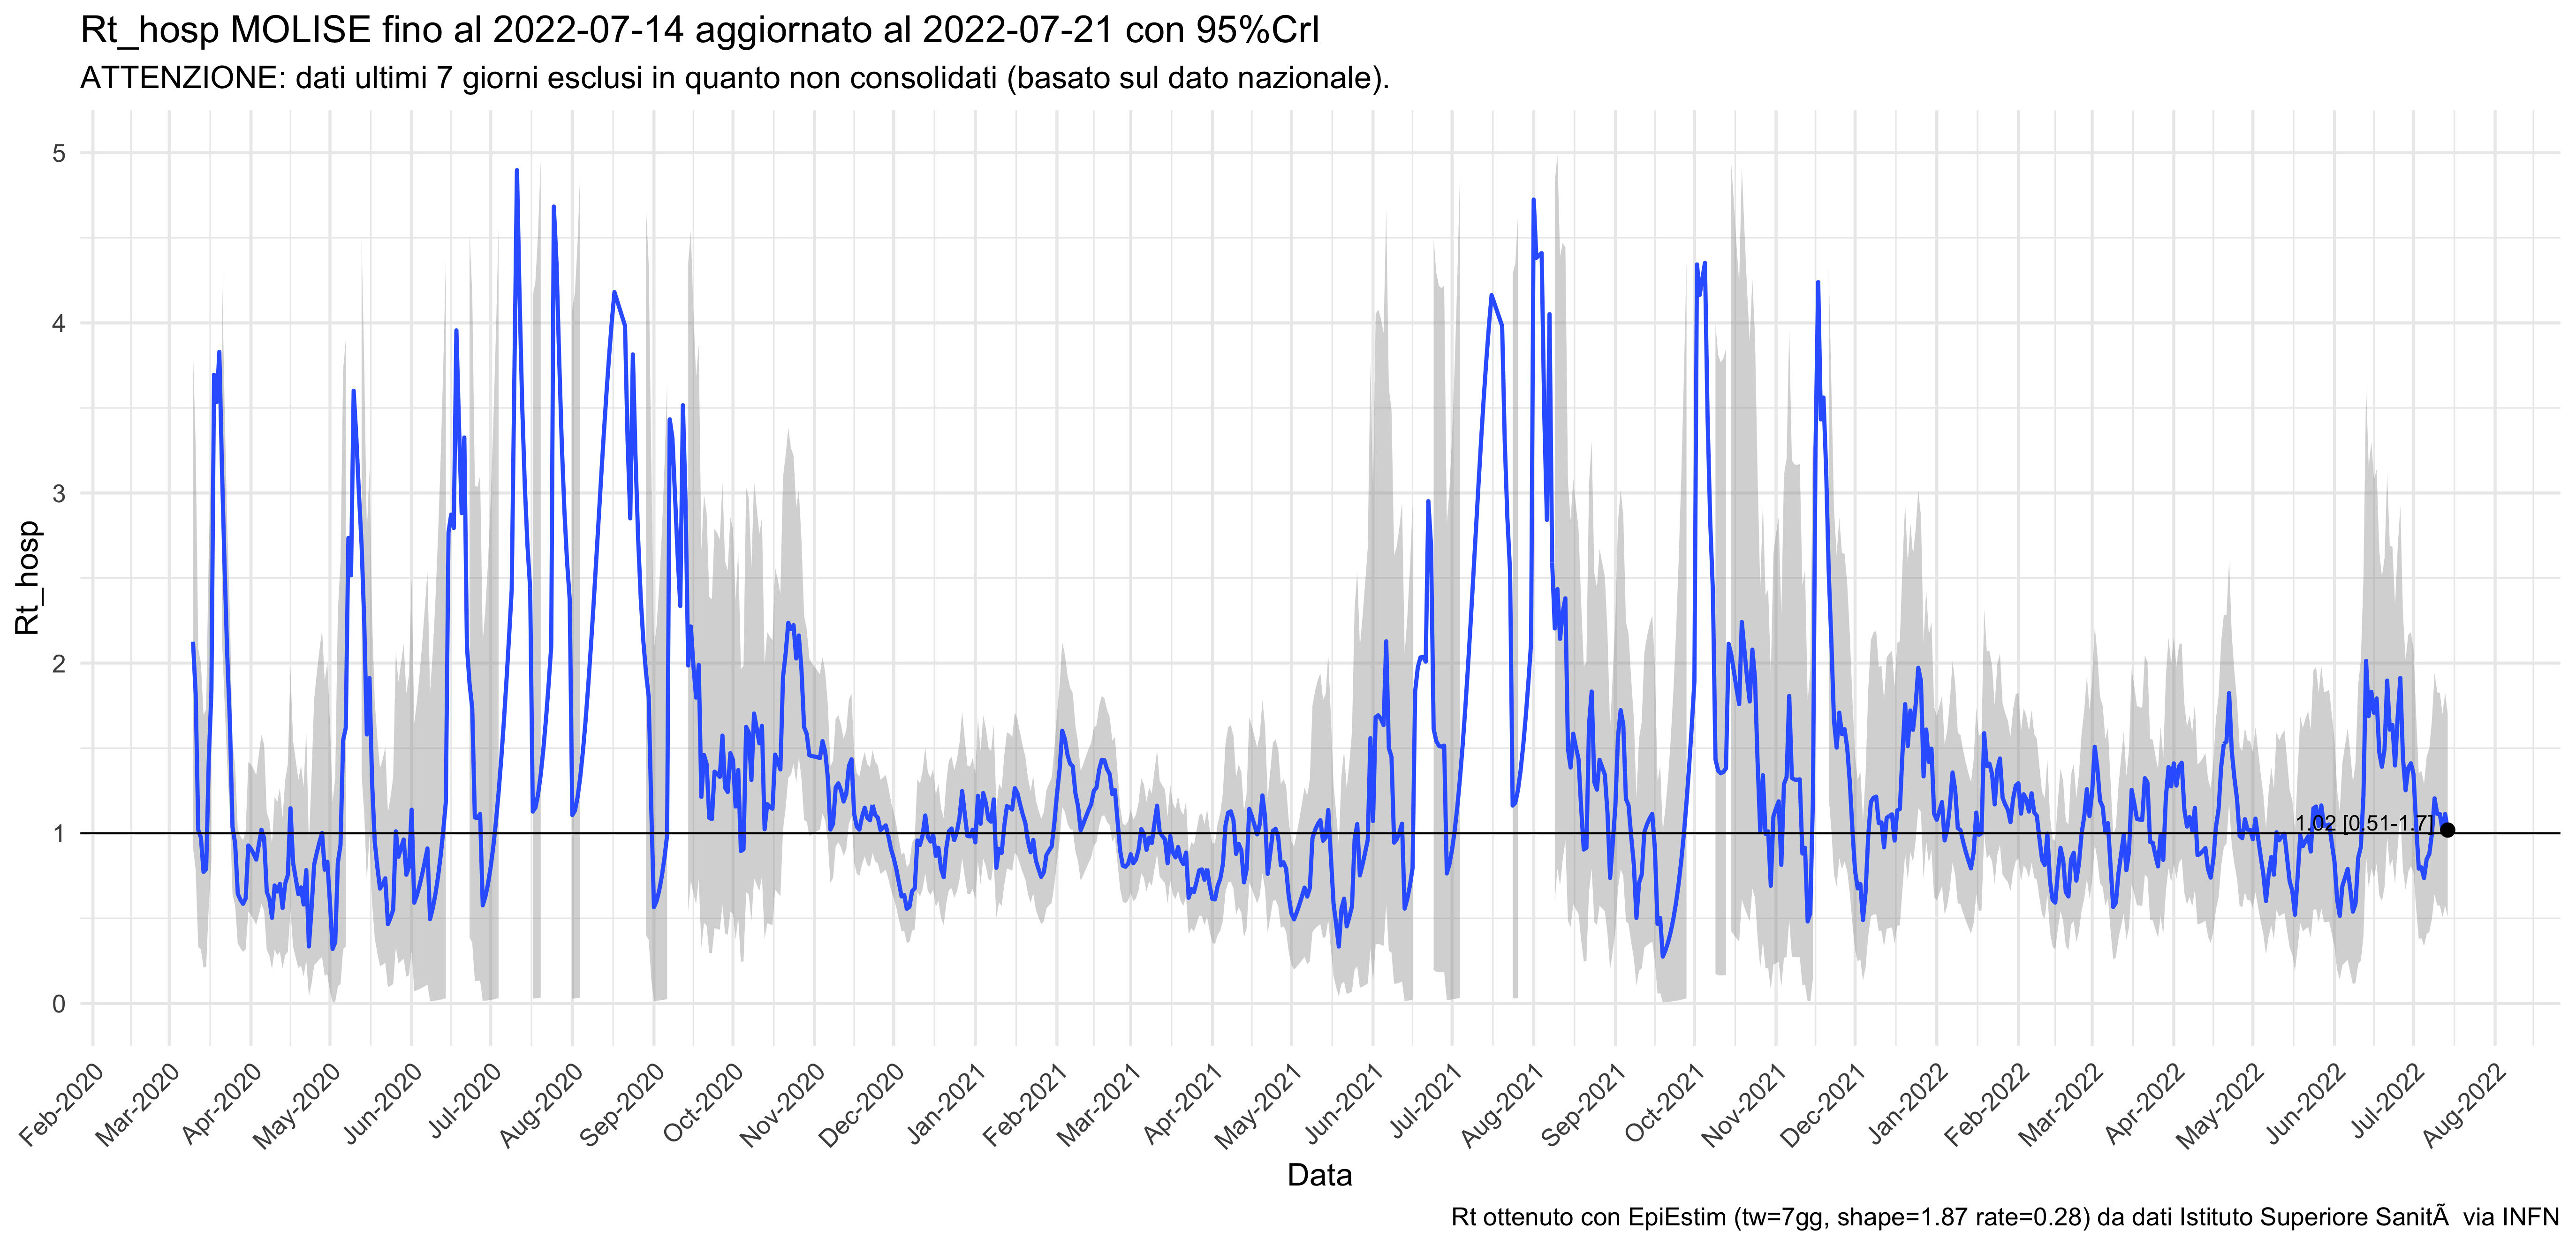 Rt_hosp MOLISE fino al 2022-07-14 aggiornato al 2022-07-21 con 95%CrI
ATTENZIONE: dati ultimi 7 giorni esclusi in quanto non consolidati (basato sul dato nazionale).
5
4
3
2
1
0
Rt_hosp
1.02 [0.51-1.7]
Feb-2020
Mar-2020
Apr-2020
May-2020
Jun-2020
Jul-2020
Aug-2020
Sep-2020
Oct-2020
Nov-2020
Dec-2020
Jan-2021
Feb-2021
Mar-2021
Apr-2021
May-2021
Jun-2021
Jul-2021
Aug-2021
Sep-2021
Oct-2021
Nov-2021
Dec-2021
Jan-2022
Feb-2022
Mar-2022
Apr-2022
May-2022
Jun-2022
Jul-2022
Aug-2022
Data
Rt ottenuto con EpiEstim (tw=7gg, shape=1.87 rate=0.28) da dati Istituto Superiore SanitÃ  via INFN